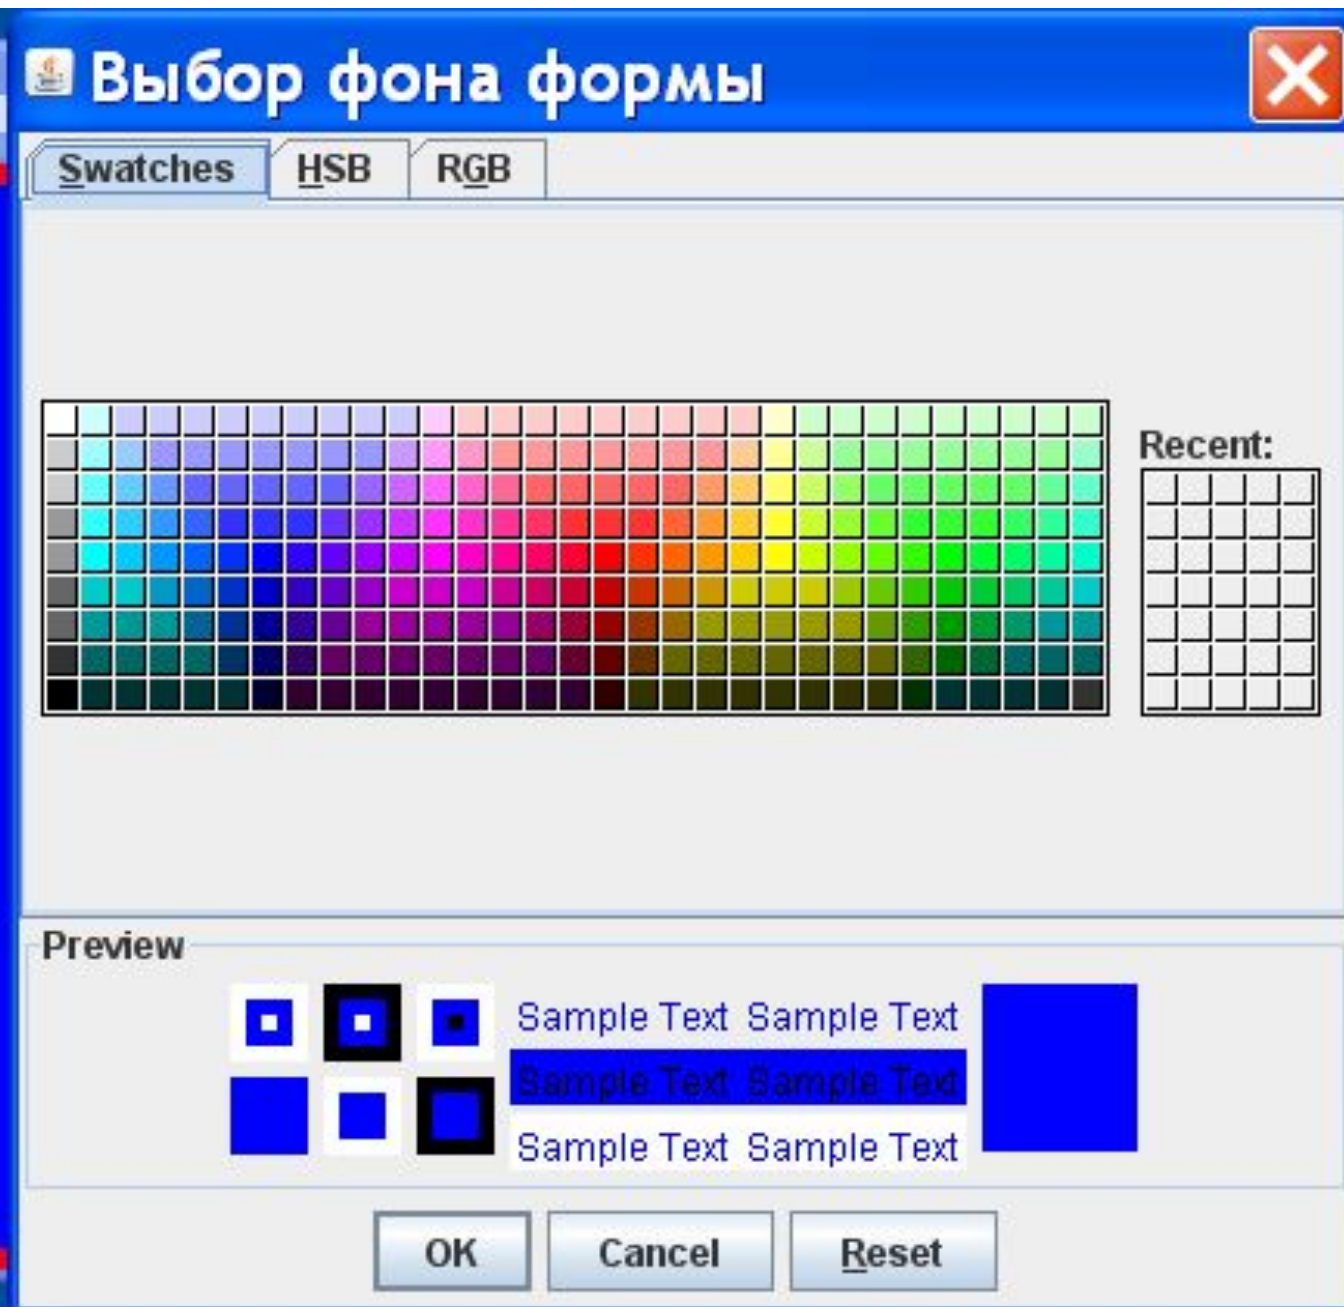 Выбор фона формы
Swatches HSB RGB
Recent:
Preview
Sample Text Sample Text
Sample Text Sample Text
Sample Text Sample Text
OK Cancel Reset